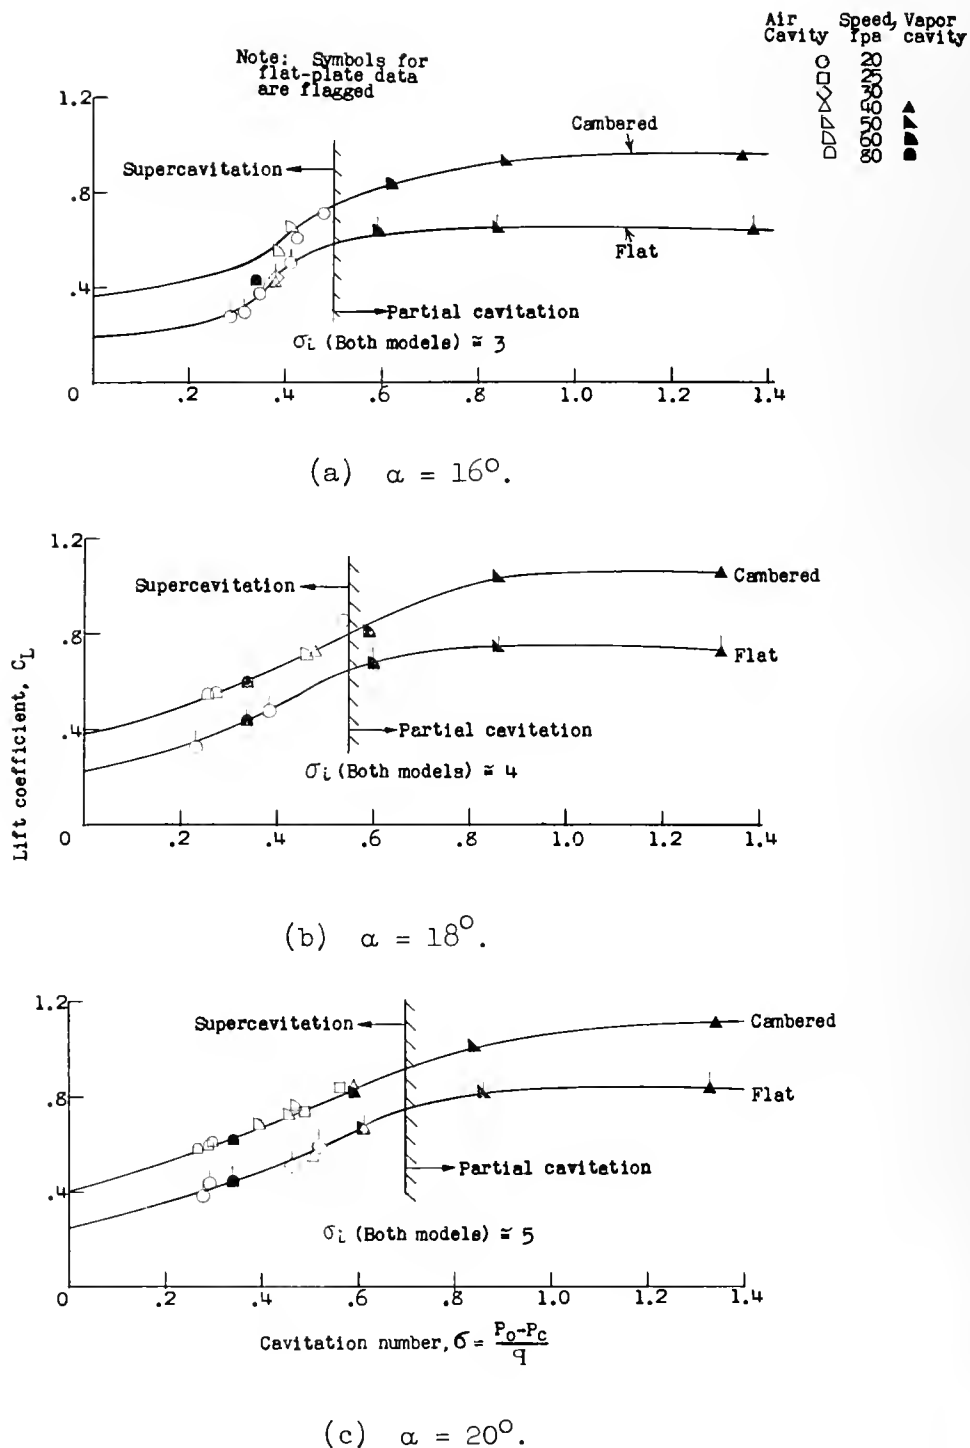 Air Cavity Speed, fps Vapor cavity
20
25
30
40
50
60
80
Note: Symbols for
flat-plate data
are flagged
1.2
.8
.4
0
.2 .4 .6 .8 1.0 1.2 1.4
Cambered
Supercavitation
Flat
Partial cavitation
σi (Both models) ≅ 3
(a) α = 16°.
Lift coefficient, CL
1.2
.8
.4
0
.2 .4 .6 .8 1.0 1.2 1.4
Supercavitation
Cambered
Flat
Partial cavitation
σi (Both models) ≅ 4
(b) α = 18°.
1.2
.8
.4
0
.2 .4 .6 .8 1.0 1.2 1.4
Supercavitation
Cambered
Flat
Partial cavitation
σi (Both models) ≅ 5
Cavitation number, σ = Po-Pc / q
(c) α = 20°.